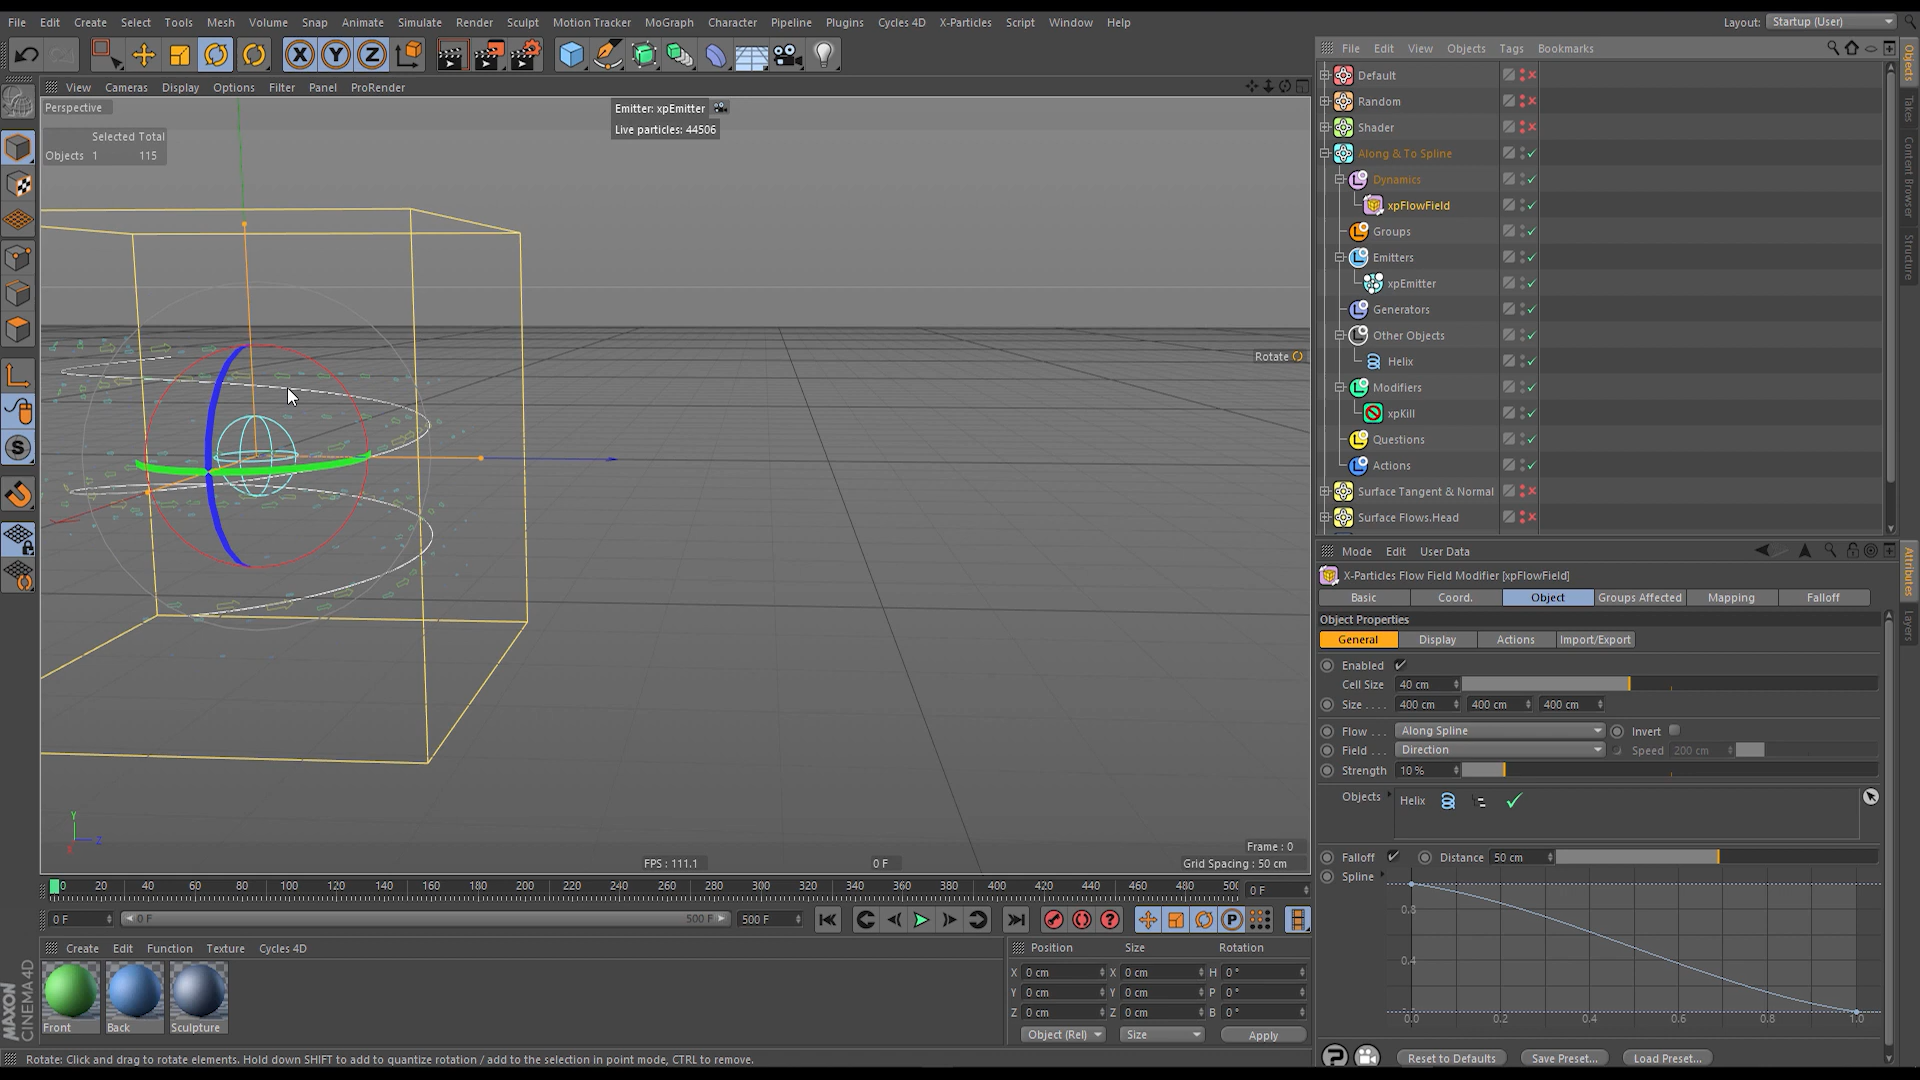 File Edit Create Select Tools Mesh Volume Snap Animate Simulate Render Sculpt Motion Tracker MoGraph Character Pipeline Plugins Cycles 4D X-Particles Script Window Help
Layout: Startup (User)
X Y Z
View Cameras Display Options Filter Panel ProRender
Perspective
Emitter: xpEmitter
Live particles: 44506
Selected Total
Objects 1 115
Rotate
Y
Z
FPS : 111.1
0 F
Frame : 0
Grid Spacing : 50 cm
0 20 40 60 80 100 120 140 160 180 200 220 240 260 280 300 320 340 360 380 400 420 440 460 480 500
0 F
0 F
0 F
500 F
500 F
P
Create Edit Function Texture Cycles 4D
Front
Back
Sculpture
MAXON
CINEMA 4D
Position Size Rotation
X 0 cm X 0 cm H 0 °
Y 0 cm Y 0 cm P 0 °
Z 0 cm Z 0 cm B 0 °
Object (Rel) Size Apply
Rotate: Click and drag to rotate elements. Hold down SHIFT to add to quantize rotation / add to the selection in point mode, CTRL to remove.
File Edit View Objects Tags Bookmarks
Default
Random
Shader
Along & To Spline
Dynamics
xpFlowField
Groups
Emitters
xpEmitter
Generators
Other Objects
Helix
Modifiers
xpKill
Questions
Actions
Surface Tangent & Normal
Surface Flows.Head
Objects
Takes
Content Browser
Structure
Attributes
Layers
Mode Edit User Data
X-Particles Flow Field Modifier [xpFlowField]
Basic Coord. Object Groups Affected Mapping Falloff
Object Properties
General Display Actions Import/Export
Enabled
Cell Size 40 cm
Size . . . . 400 cm 400 cm 400 cm
Flow . . . Along Spline Invert
Field . . . Direction Speed 200 cm
Strength 10 %
Objects Helix
Falloff Distance 50 cm
Spline
0.8
0.4
0.0 0.2 0.4 0.6 0.8 1.0
Reset to Defaults Save Preset... Load Preset...